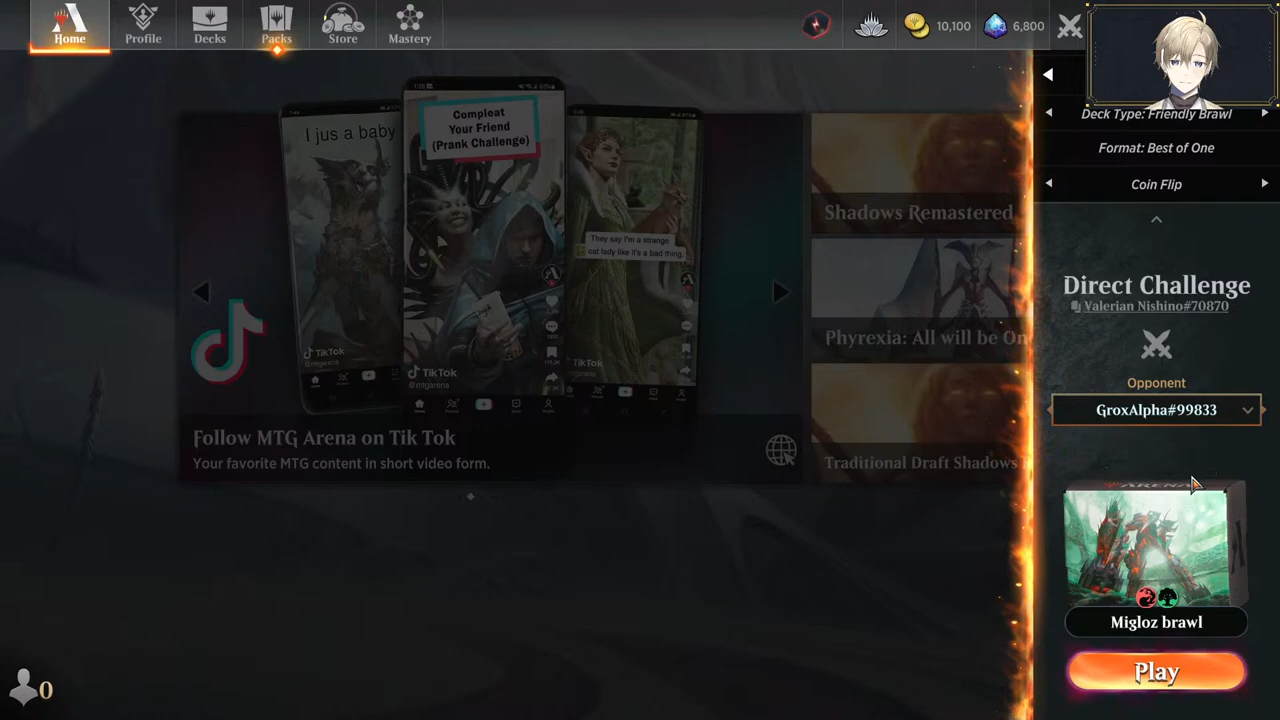 Home
Profile
Decks
Packs
Store
Mastery
10,100
6,800
Deck Type: Friendly Brawl
Format: Best of One
Coin Flip
Direct Challenge
Valerian Nishino#70870
Opponent
GroxAlpha#99833
ARENA
Migloz brawl
Play
I jus a baby
TikTok
@mtgarena
Compleat
Your Friend
(Prank Challenge)
TikTok
@mtgarena
They say I'm a strange
cat lady like it's a bad thing.
TikTok
@mtgarena
Follow MTG Arena on Tik Tok
Your favorite MTG content in short video form.
Shadows Remastered
Phyrexia: All will be On
Traditional Draft Shadows
0